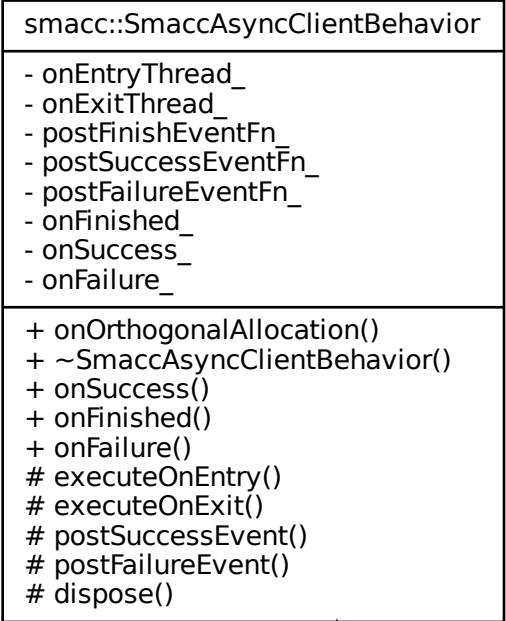 smacc::SmaccAsyncClientBehavior
- onEntryThread_
- onExitThread_
- postFinishEventFn_
- postSuccessEventFn_
- postFailureEventFn_
- onFinished_
- onSuccess_
- onFailure_
+ onOrthogonalAllocation()
+ ~SmaccAsyncClientBehavior()
+ onSuccess()
+ onFinished()
+ onFailure()
# executeOnEntry()
# executeOnExit()
# postSuccessEvent()
# postFailureEvent()
# dispose()